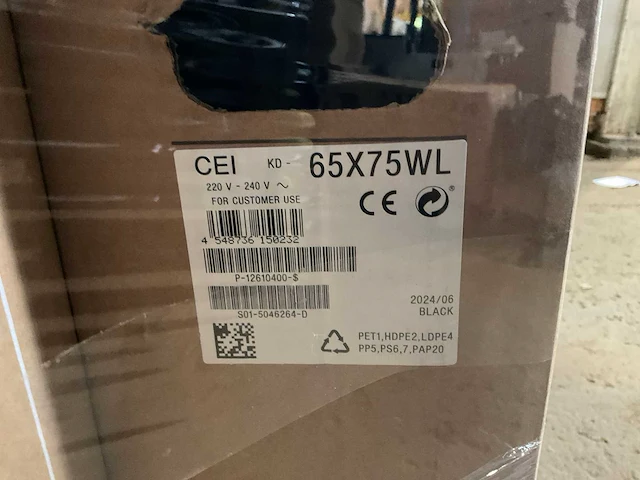 CEI KD - 65X75WL
220 V - 240 V ~
FOR CUSTOMER USE
CE ®
4 548736 150232
P-12610400-$
S01-5046264-D
2024/06
BLACK
PET1,HDPE2,LDPE4
PP5,PS6,7,PAP20